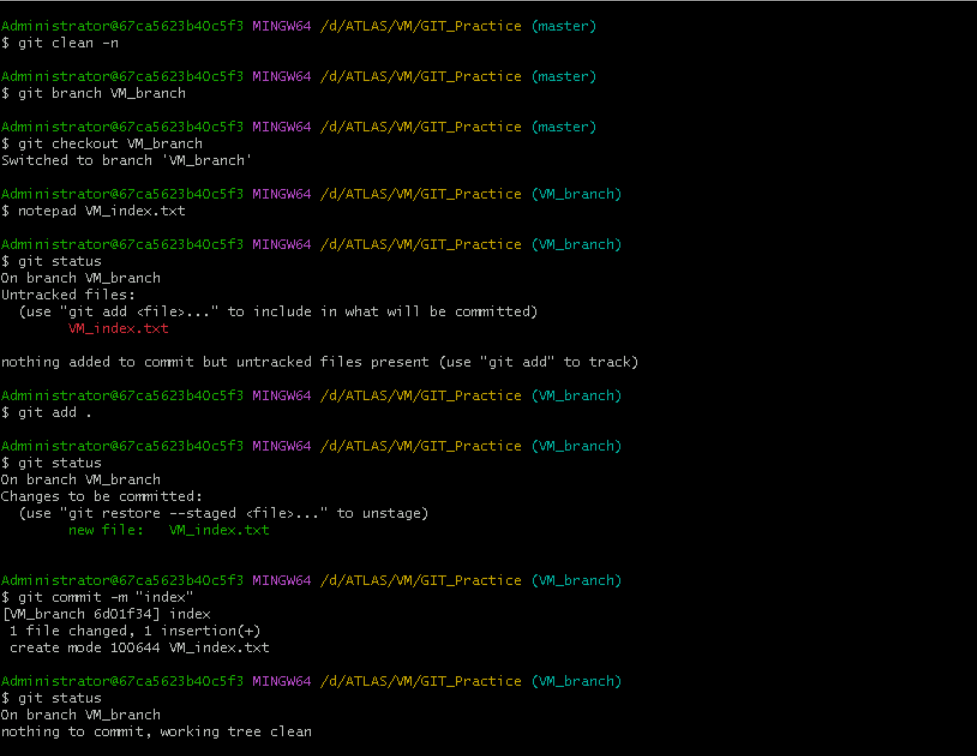 Administrator@67ca5623b40c5f3 MINGW64 /d/ATLAS/VM/GIT_Practice (master)
$ git clean -n
Administrator@67ca5623b40c5f3 MINGW64 /d/ATLAS/VM/GIT_Practice (master)
$ git branch VM_branch
Administrator@67ca5623b40c5f3 MINGW64 /d/ATLAS/VM/GIT_Practice (master)
$ git checkout VM_branch
Switched to branch 'VM_branch'
Administrator@67ca5623b40c5f3 MINGW64 /d/ATLAS/VM/GIT_Practice (VM_branch)
$ notepad VM_index.txt
Administrator@67ca5623b40c5f3 MINGW64 /d/ATLAS/VM/GIT_Practice (VM_branch)
$ git status
On branch VM_branch
Untracked files:
  (use "git add <file>..." to include in what will be committed)
        VM_index.txt
nothing added to commit but untracked files present (use "git add" to track)
Administrator@67ca5623b40c5f3 MINGW64 /d/ATLAS/VM/GIT_Practice (VM_branch)
$ git add .
Administrator@67ca5623b40c5f3 MINGW64 /d/ATLAS/VM/GIT_Practice (VM_branch)
$ git status
On branch VM_branch
Changes to be committed:
  (use "git restore --staged <file>..." to unstage)
        new file:   VM_index.txt
Administrator@67ca5623b40c5f3 MINGW64 /d/ATLAS/VM/GIT_Practice (VM_branch)
$ git commit -m "index"
[VM_branch 6d01f34] index
 1 file changed, 1 insertion(+)
 create mode 100644 VM_index.txt
Administrator@67ca5623b40c5f3 MINGW64 /d/ATLAS/VM/GIT_Practice (VM_branch)
$ git status
On branch VM_branch
nothing to commit, working tree clean